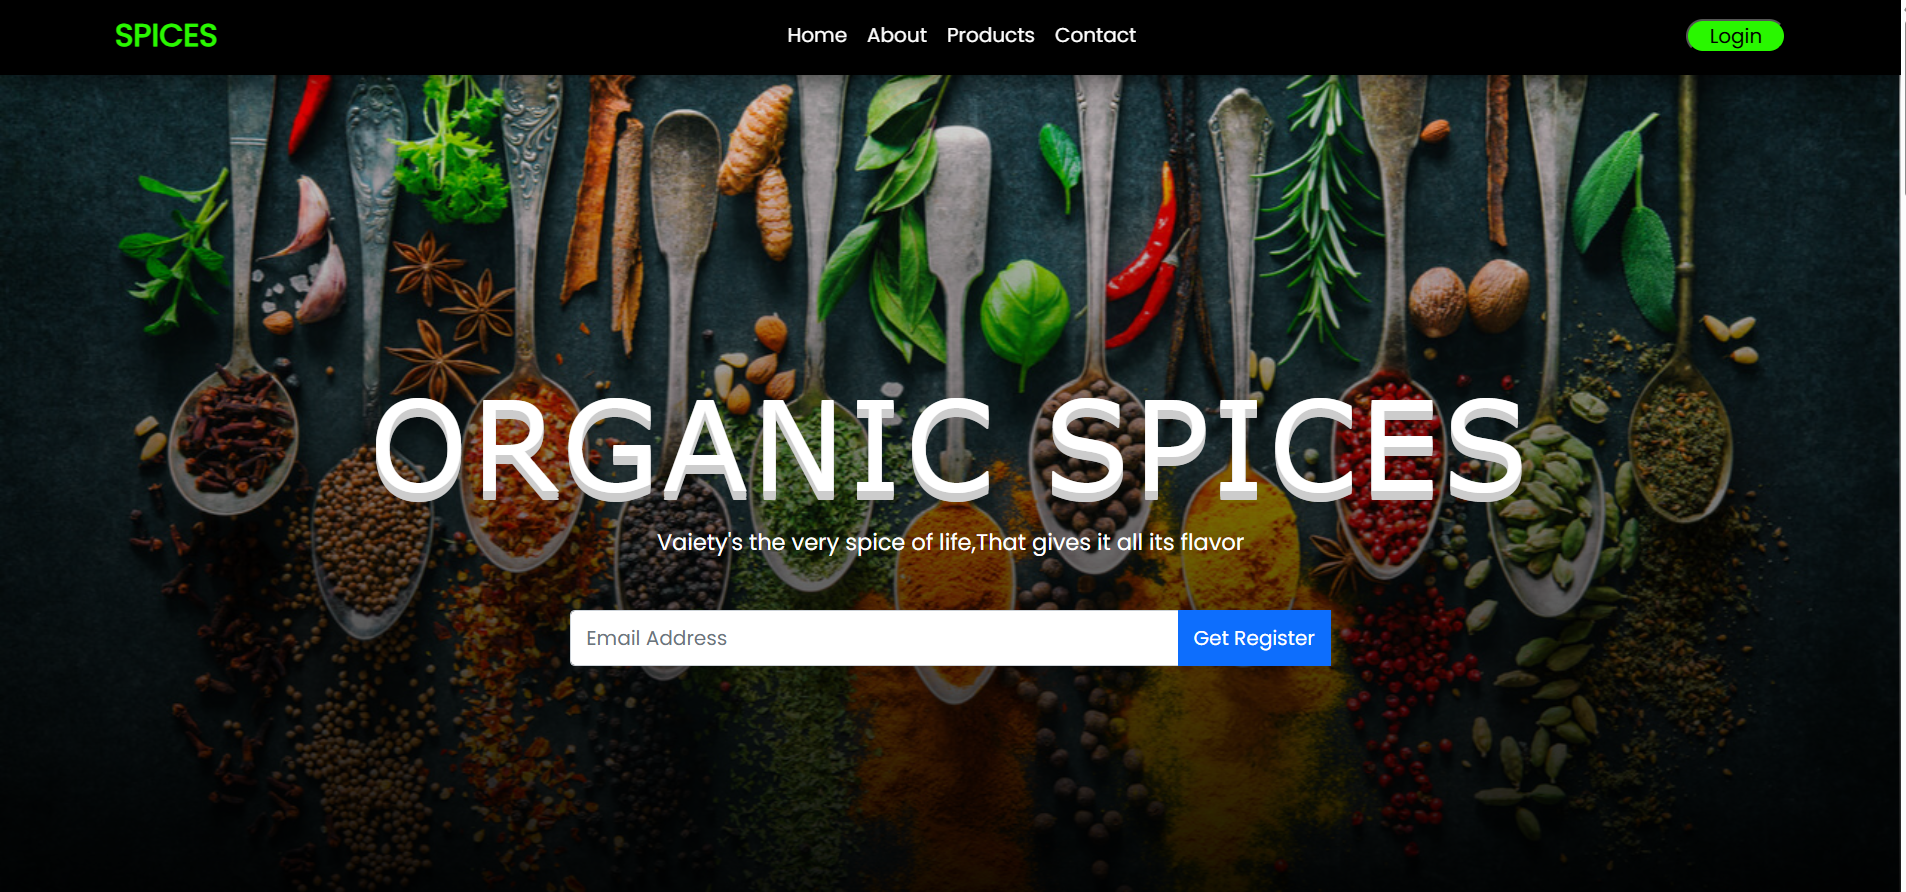 SPICES
Home About Products Contact
Login
ORGANIC SPICES
Vaiety's the very spice of life,That gives it all its flavor
Email Address
Get Register